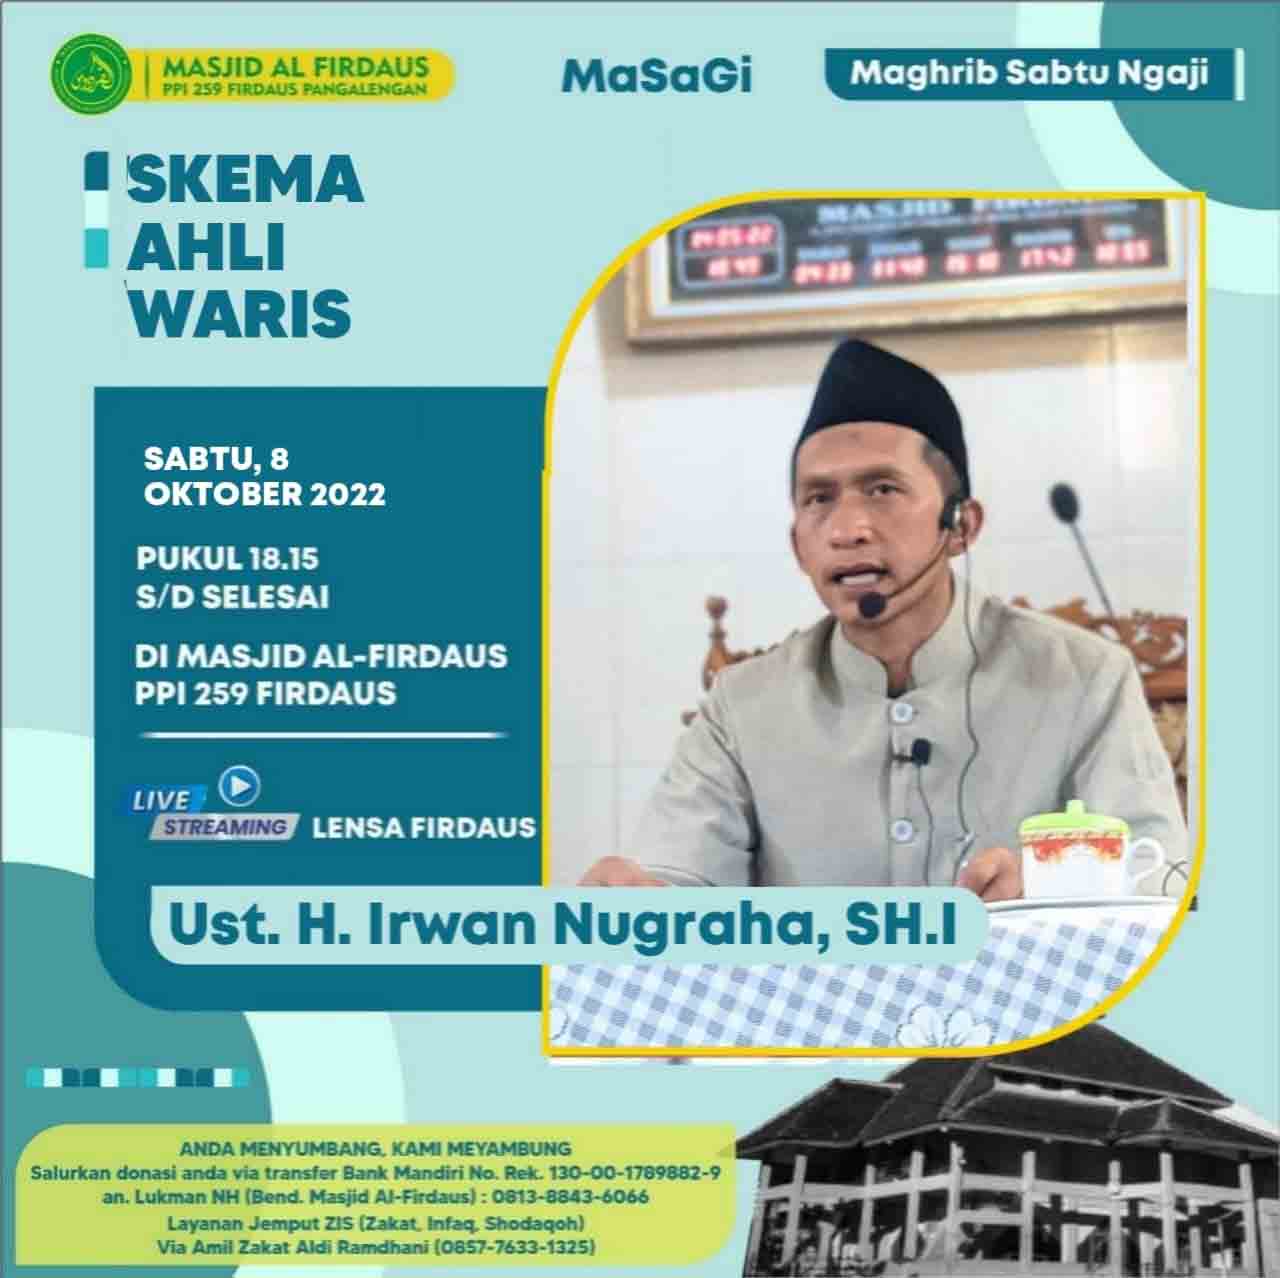 MASJID AL FIRDAUS
PPI 259 FIRDAUS PANGALENGAN
MaSaGi
Maghrib Sabtu Ngaji
SKEMA
AHLI
WARIS
SABTU, 8
OKTOBER 2022
PUKUL 18.15
S/D SELESAI
DI MASJID AL-FIRDAUS
PPI 259 FIRDAUS
LIVE
STREAMING
LENSA FIRDAUS
Ust. H. Irwan Nugraha, SH.I
ANDA MENYUMBANG, KAMI MEYAMBUNG
Salurkan donasi anda via transfer Bank Mandiri No. Rek. 130-00-1789882-9
an. Lukman NH (Bend. Masjid Al-Firdaus) : 0813-8843-6066
Layanan Jemput ZIS (Zakat, Infaq, Shodaqoh)
Via Amil Zakat Aldi Ramdhani (0857-7633-1325)